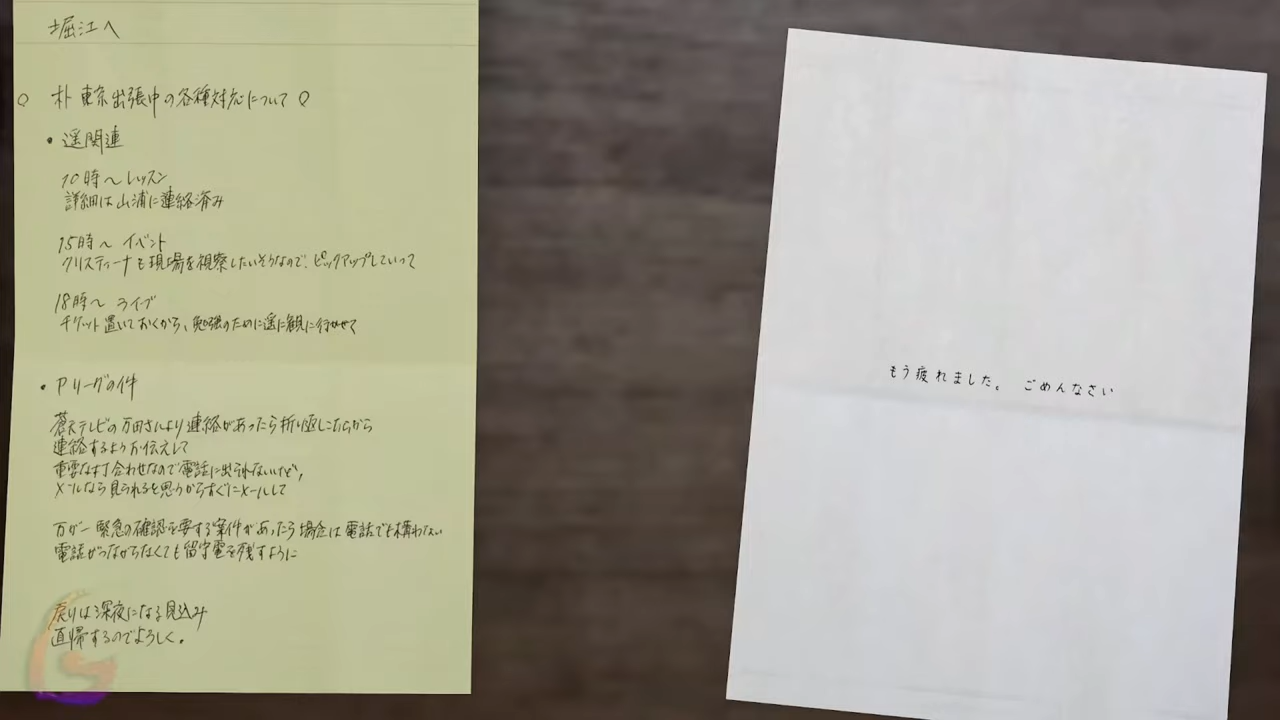 堀江へ
○ 朴 東京出張中の各種対応について ○
・遥関連
10時～レッスン
詳細は山浦に連絡済み
15時～ イベント
クリスティーナも現場を視察したいそうなので、ピックアップしていって
18時～ ライブ
チケット置いておくから、勉強のために遥に観に行かせて
・Pリーグの件
蒼天テレビの万田さんより連絡があったら折り返しこちらから
連絡するようお伝えして
重要な打ち合わせなので電話に出られないけど、
メールなら見られると思うからすぐにメールして
万が一緊急の確認を要する案件があったら場合は電話でも構わない
電話がつながらなくても留守電を残すように
戻りは深夜になる見込み
直帰するのでよろしく。
もう疲れました。 ごめんなさい